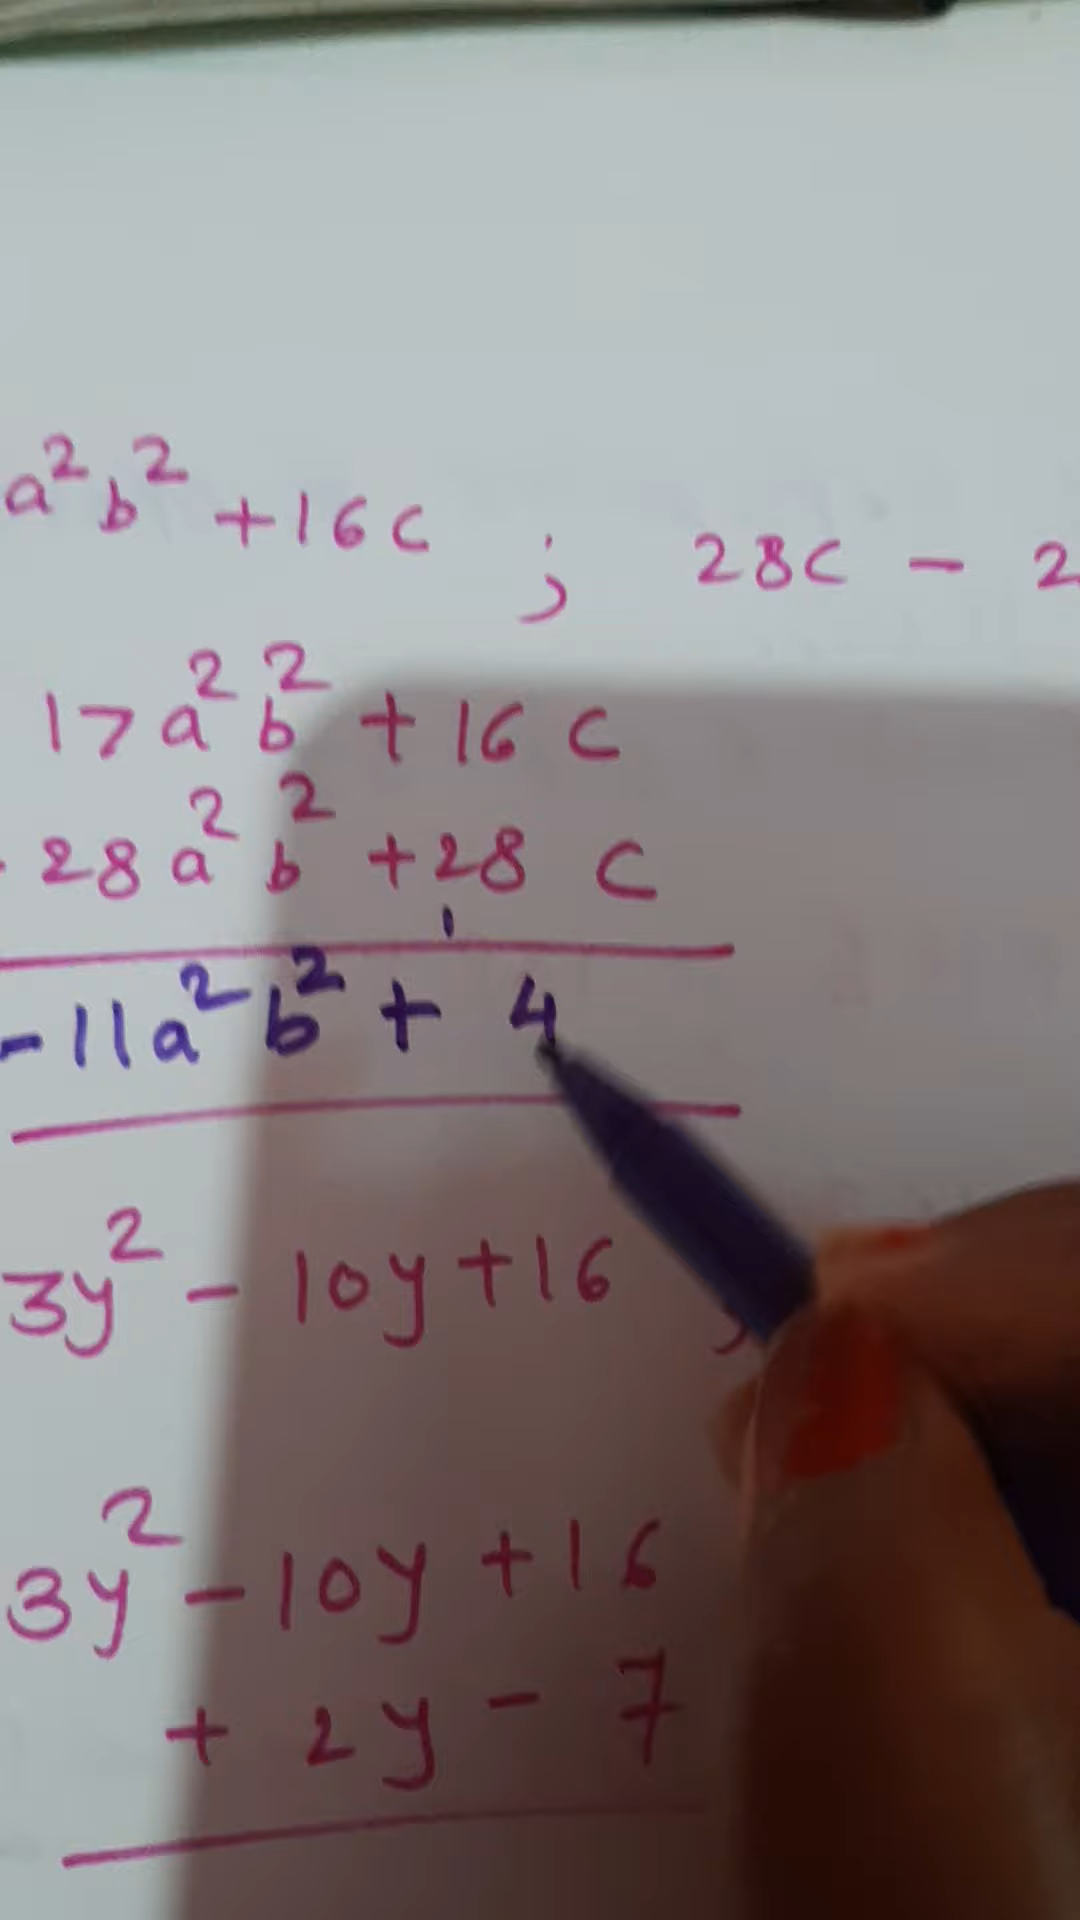 a²b² + 16c ; 28c - 2
17a²b² + 16c
- 28a²b² + 28c
- 11a²b² + 4
3y² - 10y + 16 ,
3y² - 10y + 16
+ 2y - 7